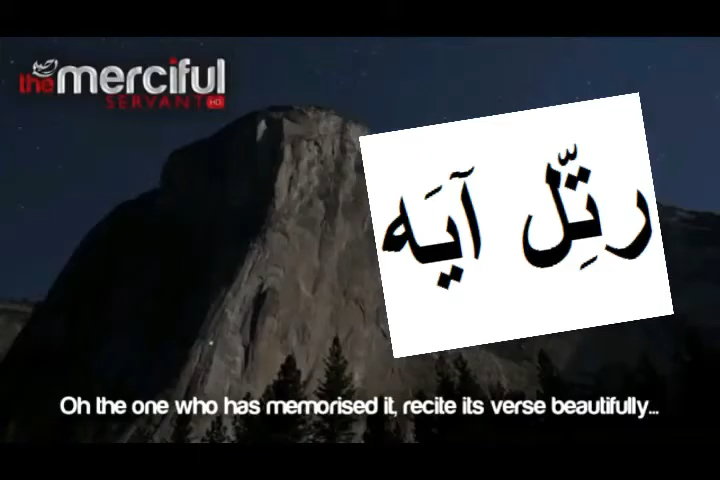 the merciful
SERVANT HD
رتِّل آيَه
Oh the one who has memorised it, recite its verse beautifully...